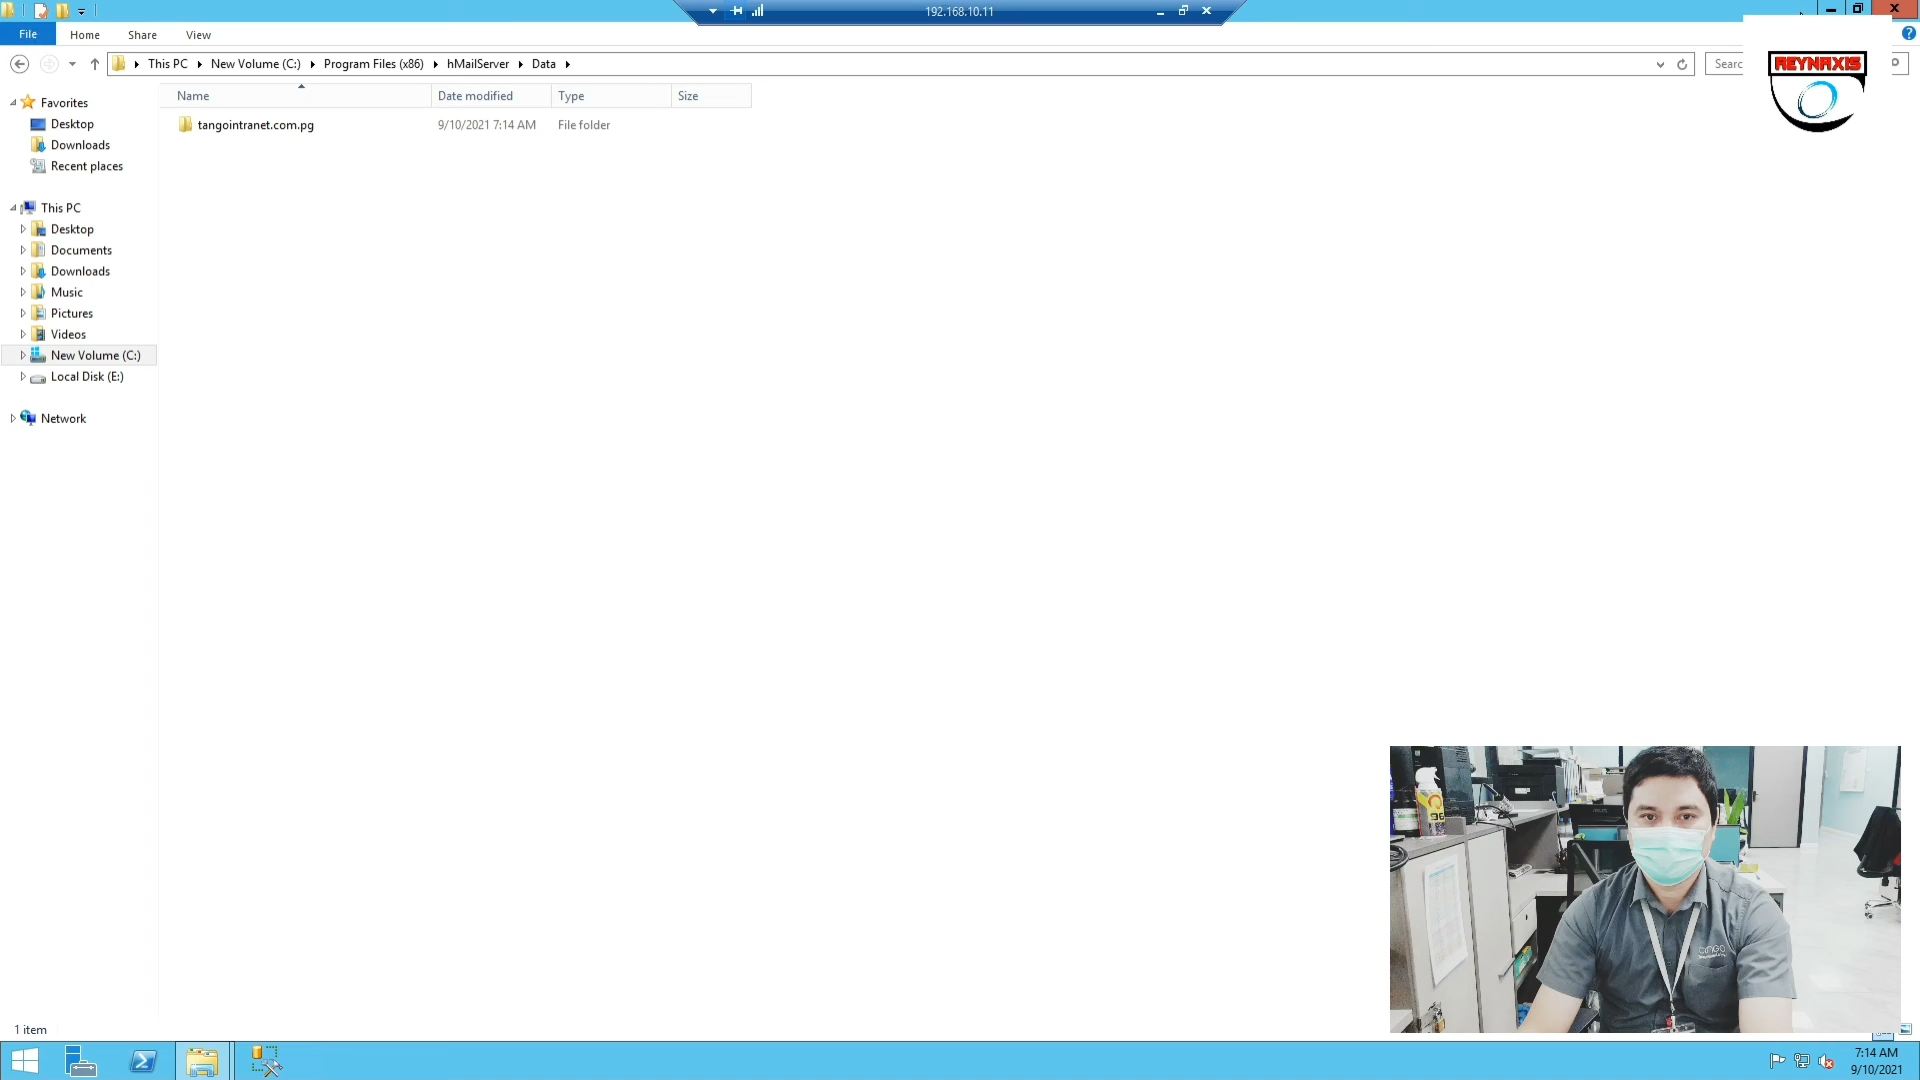 192.168.10.11
File Home Share View
This PC New Volume (C:) Program Files (x86) hMailServer Data
Searc
REYNAXIS
Name Date modified Type Size
tangointranet.com.pg 9/10/2021 7:14 AM File folder
Favorites
Desktop
Downloads
Recent places
This PC
Desktop
Documents
Downloads
Music
Pictures
Videos
New Volume (C:)
Local Disk (E:)
Network
1 item
7:14 AM
9/10/2021